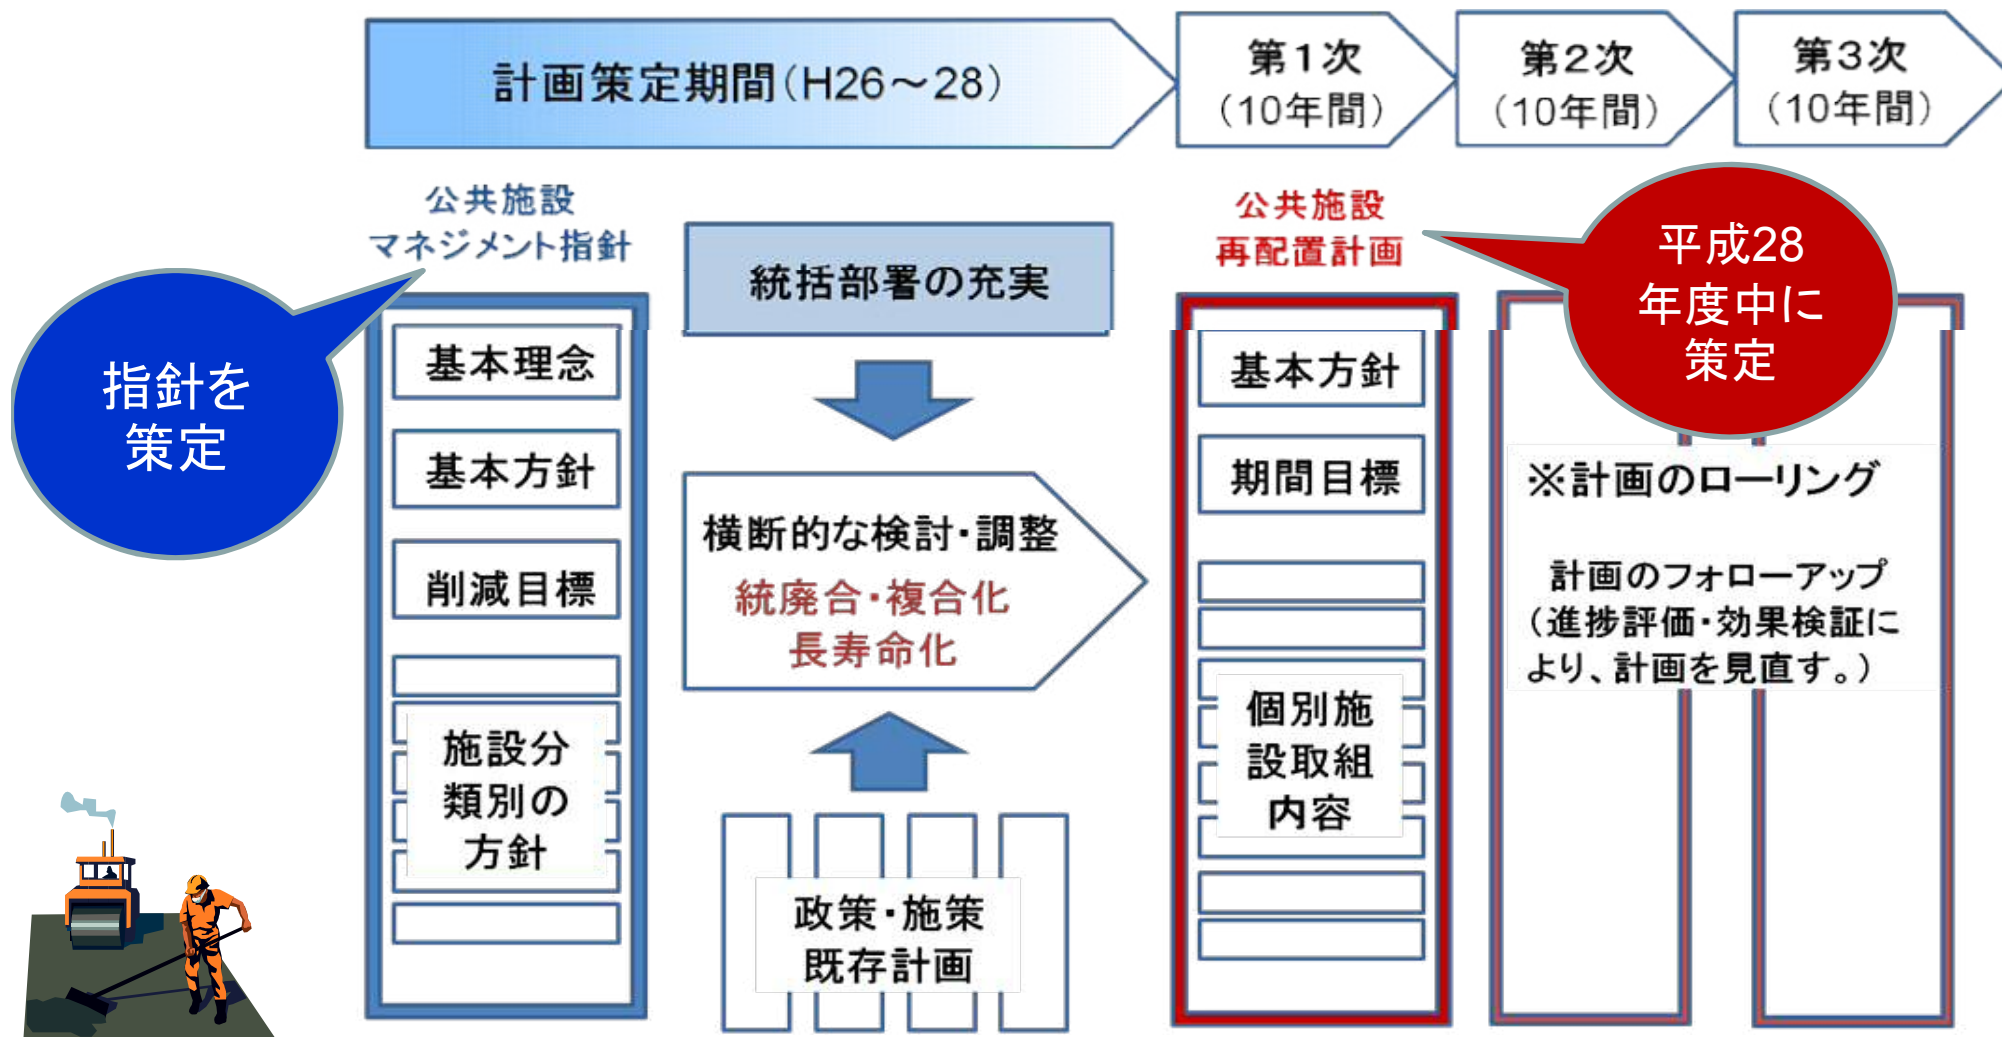 計画策定期間(H26～28)
第1次
(10年間)
第2次
(10年間)
第3次
(10年間)
公共施設
マネジメント指針
指針を
策定
基本理念
基本方針
削減目標
施設分
類別の
方針
統括部署の充実
横断的な検討・調整
統廃合・複合化
長寿命化
政策・施策
既存計画
公共施設
再配置計画
平成28
年度中に
策定
基本方針
期間目標
個別施
設取組
内容
※計画のローリング
計画のフォローアップ
(進捗評価・効果検証に
より、計画を見直す。)